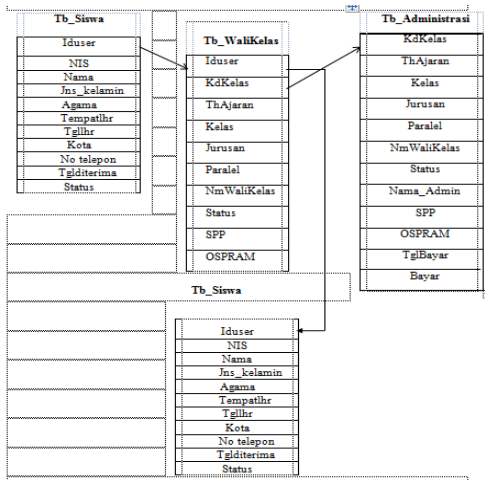 Tb_Siswa
Iduser
NIS
Nama
Jns_kelamin
Agama
Tempatlhr
Tgllhr
Kota
No telepon
Tglditerima
Status
Tb_WaliKelas
Iduser
KdKelas
ThAjaran
Kelas
Jurusan
Paralel
NmWaliKelas
Status
SPP
OSPRAM
Tb_Administrasi
KdKelas
ThAjaran
Kelas
Jurusan
Paralel
NmWaliKelas
Status
Nama_Admin
SPP
OSPRAM
TglBayar
Bayar
Tb_Siswa
Iduser
NIS
Nama
Jns_kelamin
Agama
Tempatlhr
Tgllhr
Kota
No telepon
Tglditerima
Status